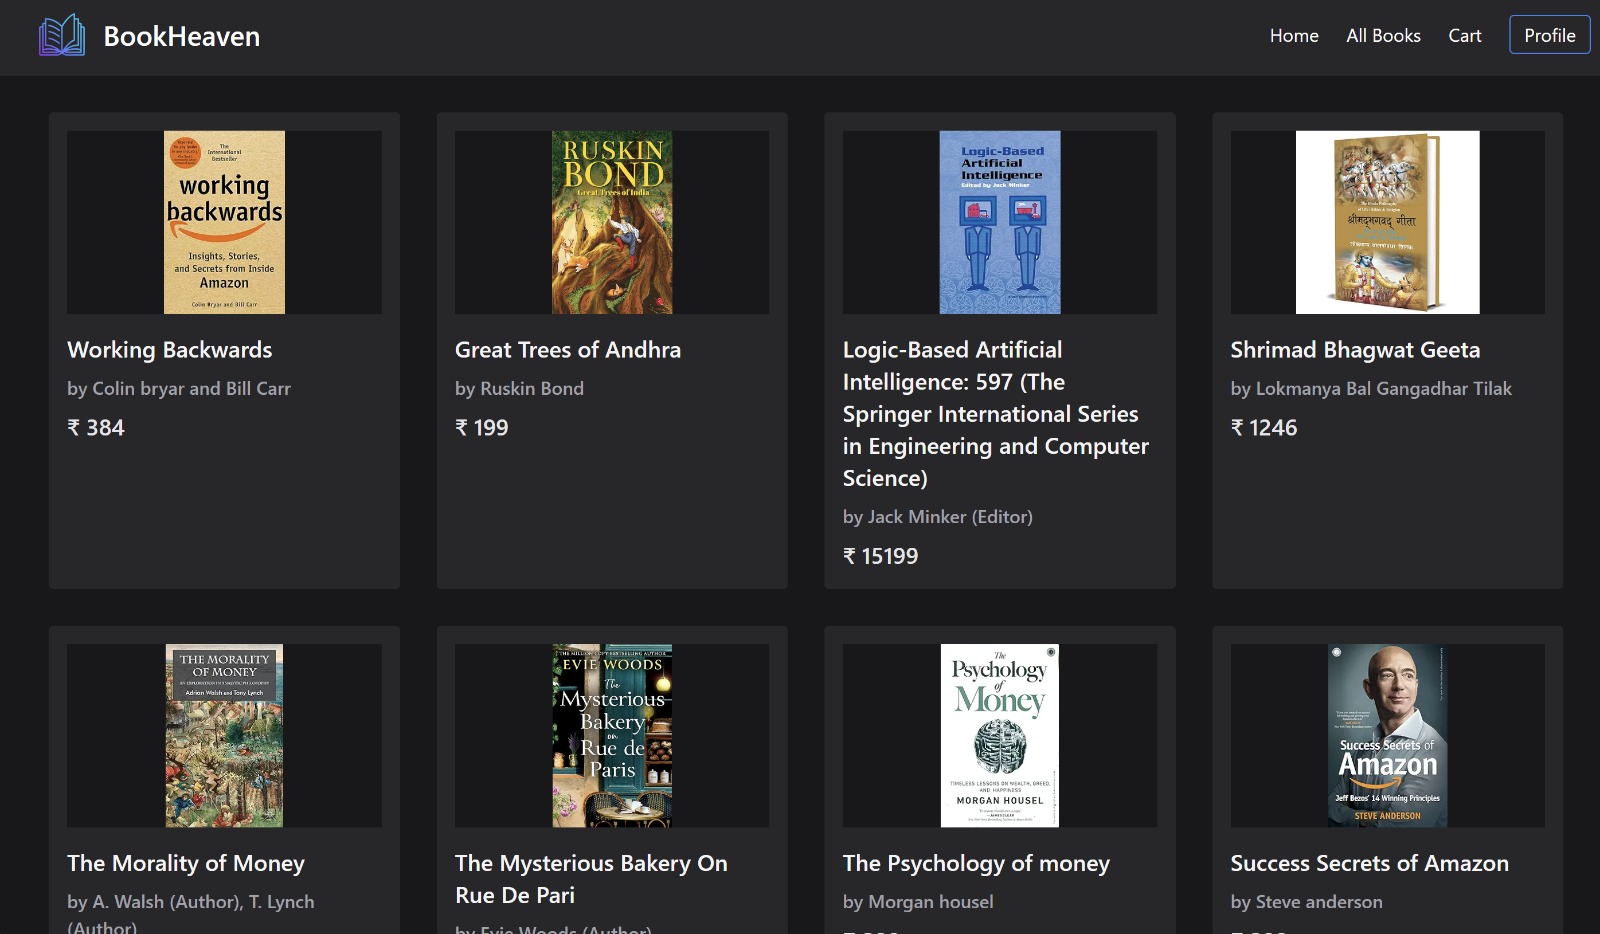 BookHeaven
Home
All Books
Cart
Profile
The
International
Bestseller
working
backwards
Insights, Stories,
and Secrets from Inside
Amazon
Colin Bryar and Bill Carr
Working Backwards
by Colin bryar and Bill Carr
₹ 384
RUSKIN
BOND
Great Trees of India
Great Trees of Andhra
by Ruskin Bond
₹ 199
Logic-Based
Artificial
Intelligence
Edited by Jack Minker
Logic-Based Artificial
Intelligence: 597 (The
Springer International Series
in Engineering and Computer
Science)
by Jack Minker (Editor)
₹ 15199
श्रीमद्भगवद् गीता
Shrimad Bhagwat Geeta
by Lokmanya Bal Gangadhar Tilak
₹ 1246
THE MORALITY
OF MONEY
Adrian Walsh and Tony Lynch
The Morality of Money
by A. Walsh (Author), T. Lynch
(Author)
EVIE WOODS
The
Mysterious
Bakery
on
Rue de
Paris
The Mysterious Bakery On
Rue De Pari
by Evie Woods (Author)
The
Psychology
of
Money
TIMELESS LESSONS ON WEALTH, GREED,
AND HAPPINESS
MORGAN HOUSEL
The Psychology of money
by Morgan housel
Success Secrets of
Amazon
Jeff Bezos' 14 Winning Principles
STEVE ANDERSON
Success Secrets of Amazon
by Steve anderson